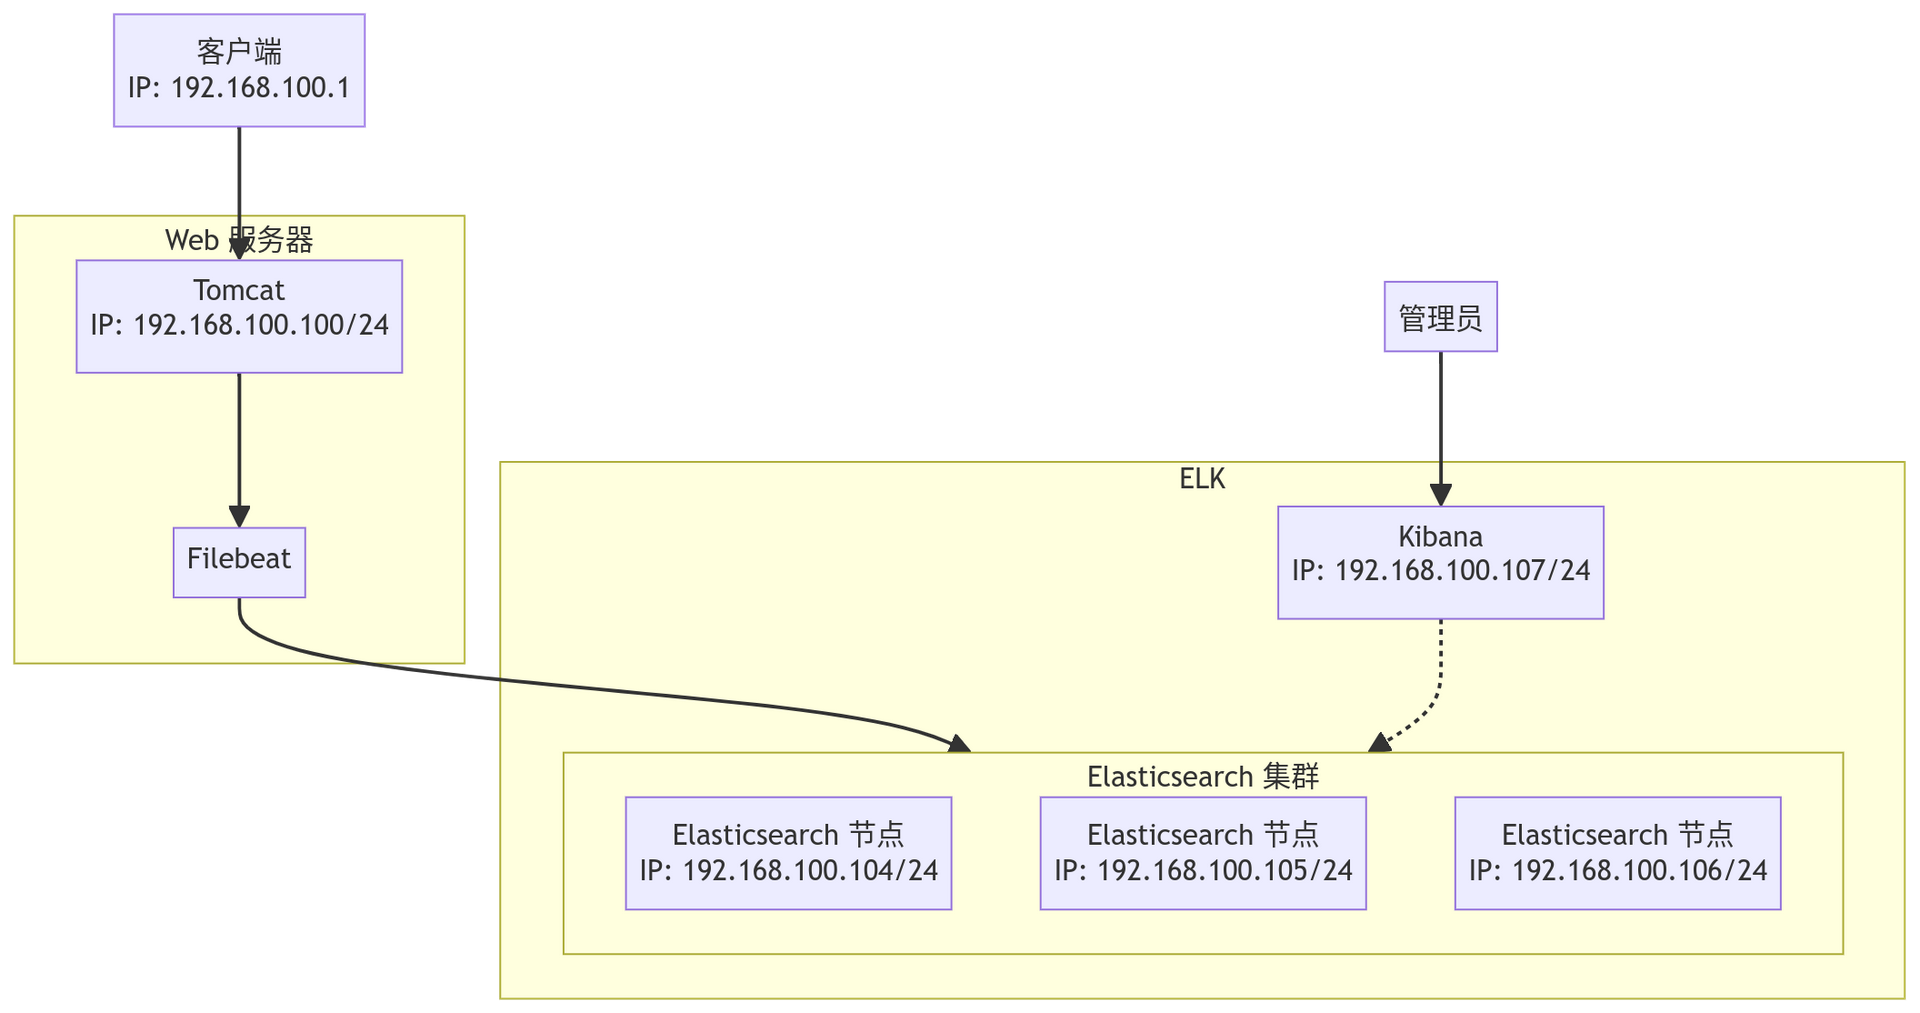 客户端
IP: 192.168.100.1
Web 服务器
Tomcat
IP: 192.168.100.100/24
Filebeat
管理员
ELK
Kibana
IP: 192.168.100.107/24
Elasticsearch 集群
Elasticsearch 节点
IP: 192.168.100.104/24
Elasticsearch 节点
IP: 192.168.100.105/24
Elasticsearch 节点
IP: 192.168.100.106/24